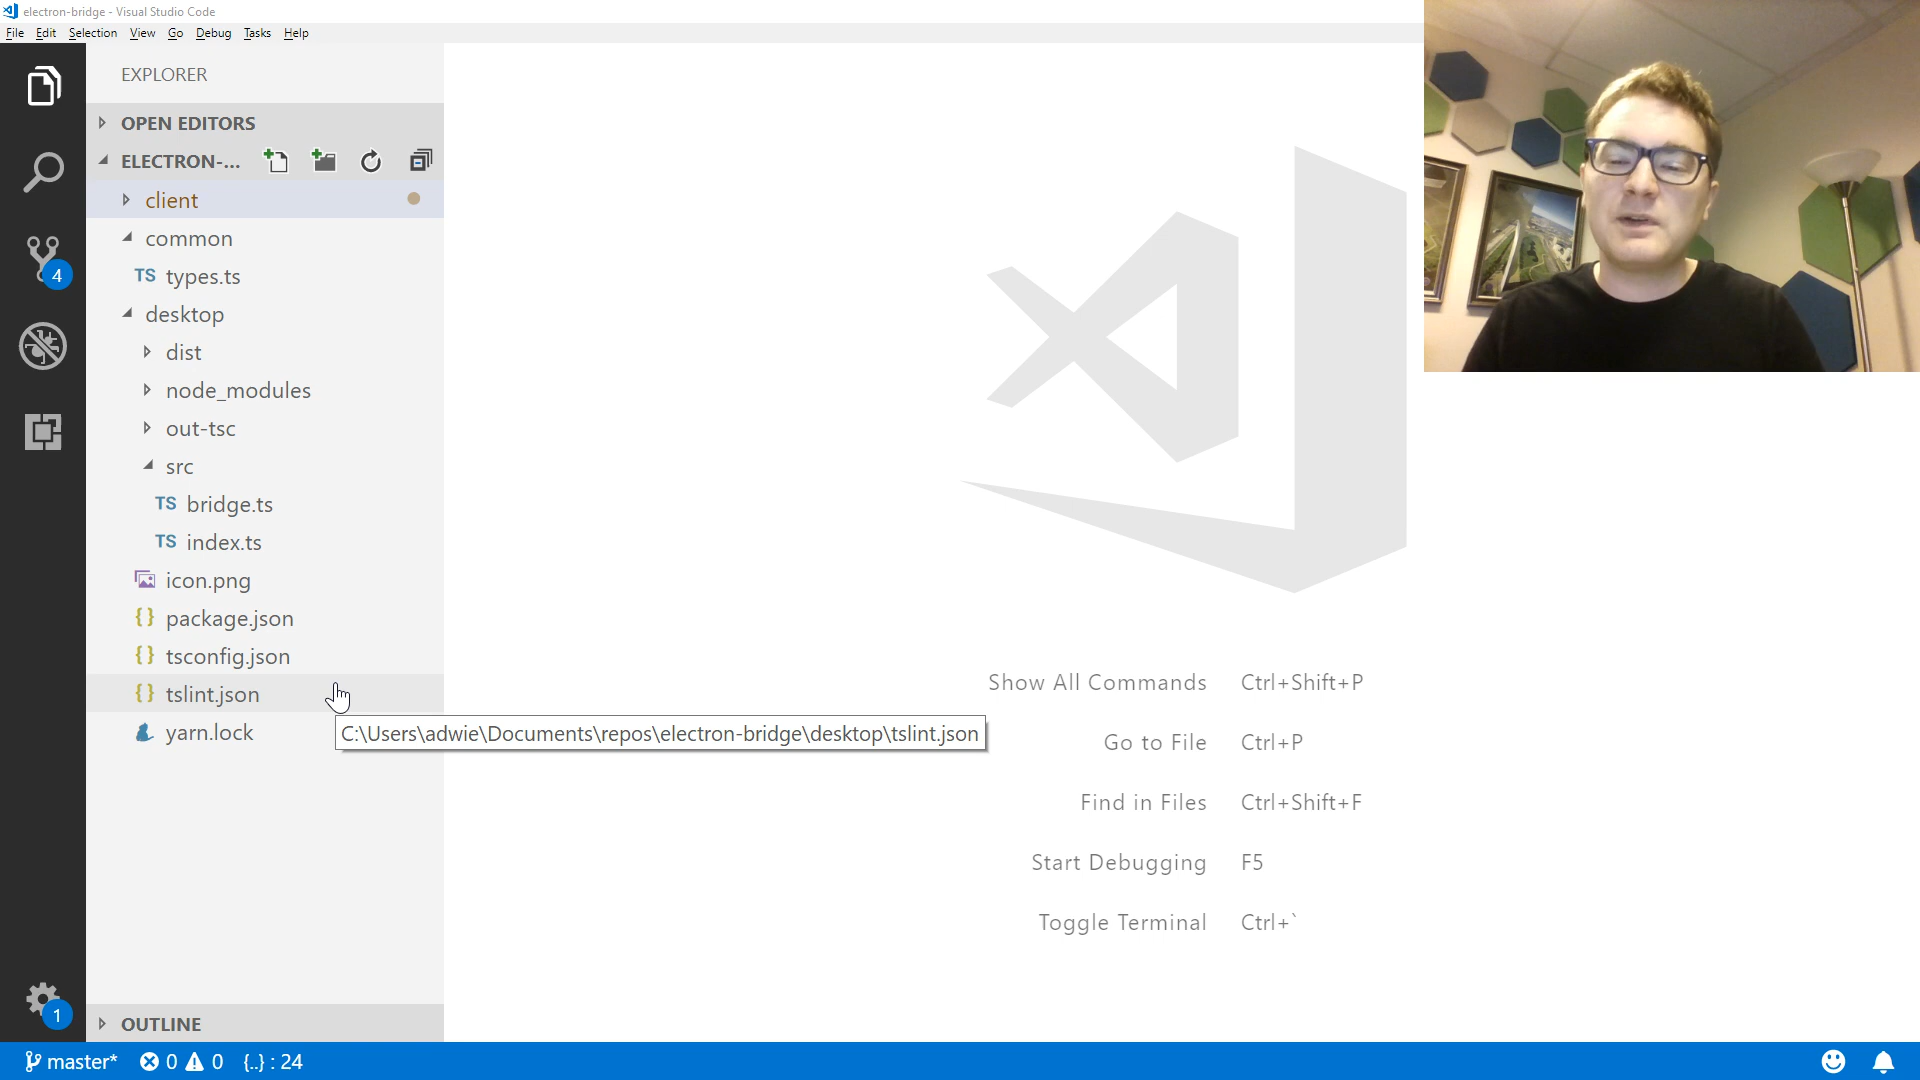 electron-bridge - Visual Studio Code
File Edit Selection View Go Debug Tasks Help
EXPLORER
OPEN EDITORS
ELECTRON-...
client
common
TS types.ts
desktop
dist
node_modules
out-tsc
src
TS bridge.ts
TS index.ts
icon.png
{ } package.json
{ } tsconfig.json
{ } tslint.json
yarn.lock
C:\Users\adwie\Documents\repos\electron-bridge\desktop\tslint.json
OUTLINE
4
1
Show All Commands Ctrl+Shift+P
Go to File Ctrl+P
Find in Files Ctrl+Shift+F
Start Debugging F5
Toggle Terminal Ctrl+`
master* 0 0 {..} : 24